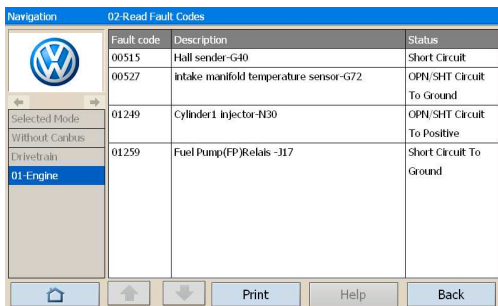 Navigation
02-Read Fault Codes
Fault code Description Status
00515 Hall sender-G40 Short Circuit
00527 intake manifold temperature sensor-G72 OPN/SHT Circuit
To Ground
01249 Cylinder1 injector-N30 OPN/SHT Circuit
To Positive
01259 Fuel Pump(FP)Relais -J17 Short Circuit To
Ground
Selected Mode
Without Canbus
Drivetrain
01-Engine
Print Help Back